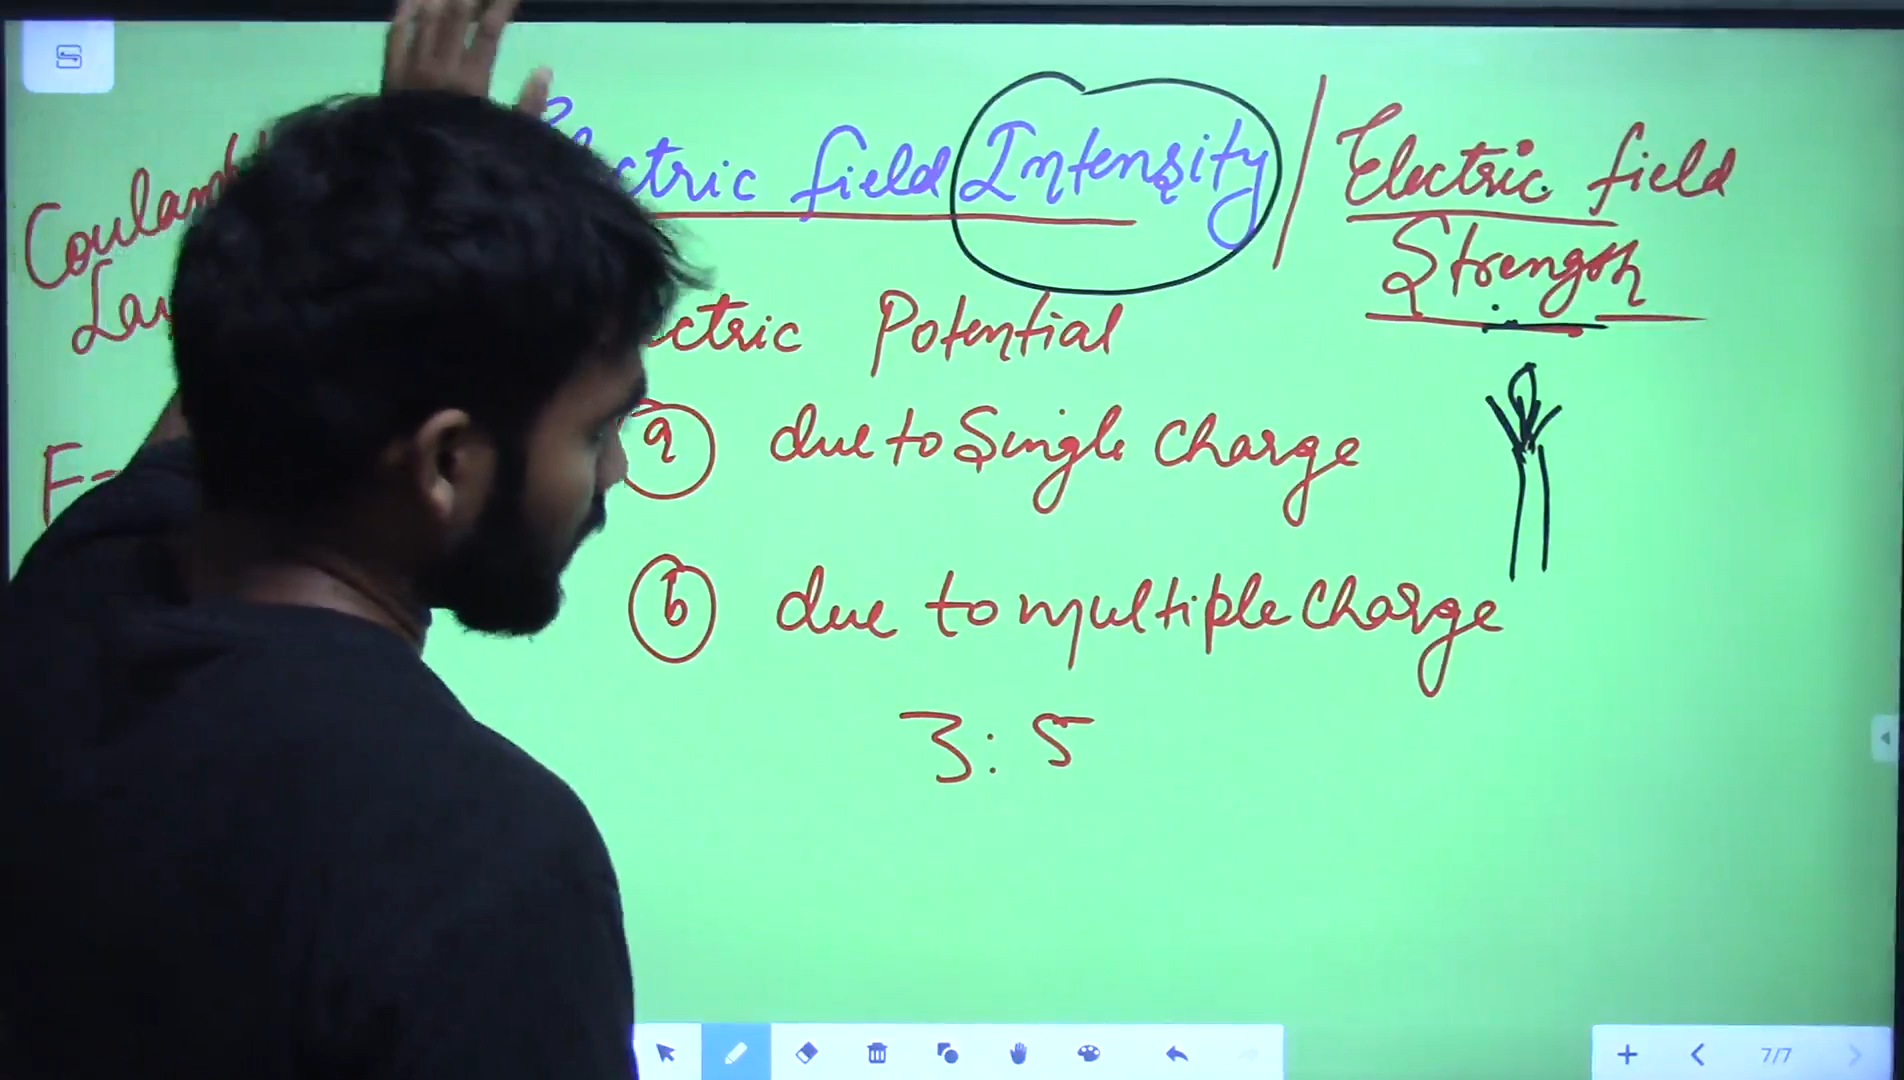 Electric field Intensity / Electric field
Strength
Potential
a due to Single Charge
b due to multiple Charge
3 : 5
7/7